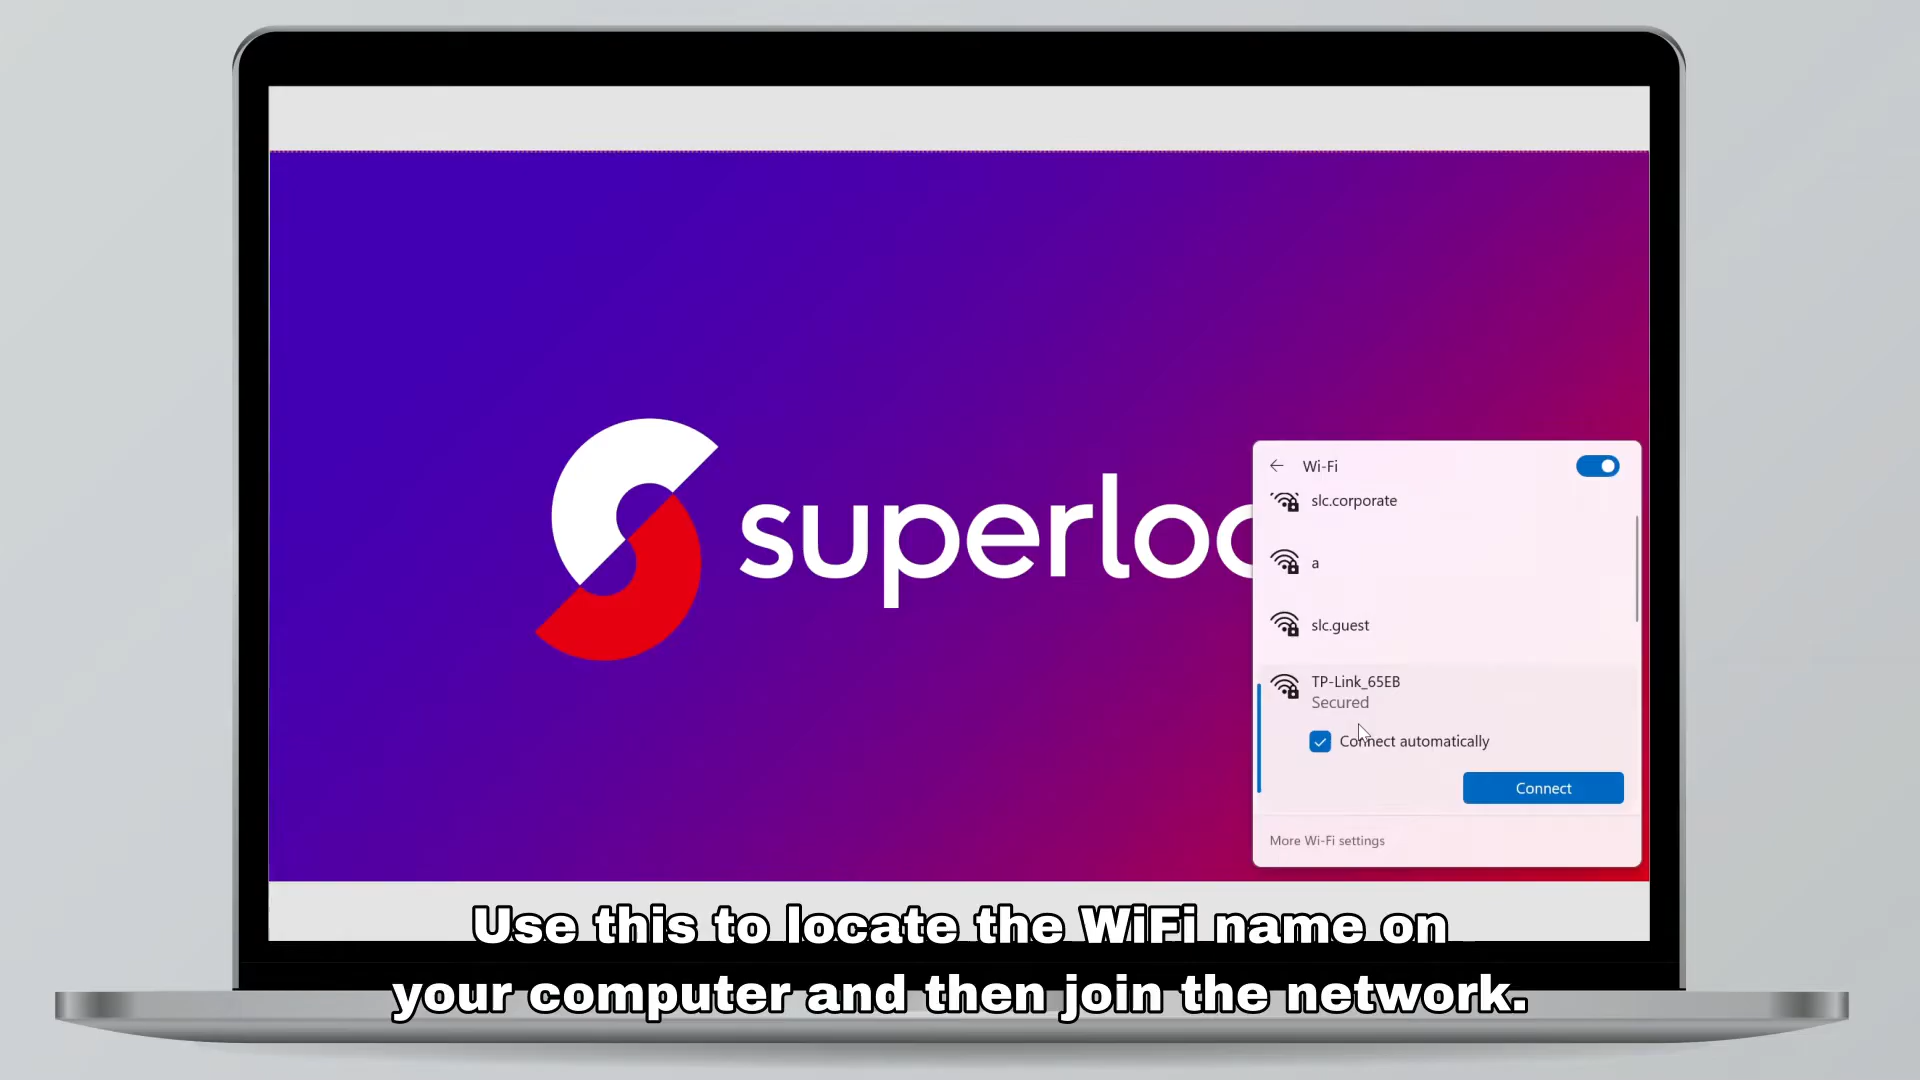 superloo
Wi-Fi
slc.corporate
a
slc.guest
TP-Link_65EB
Secured
Connect automatically
Connect
More Wi-Fi settings
Use this to locate the WiFi name on
your computer and then join the network.